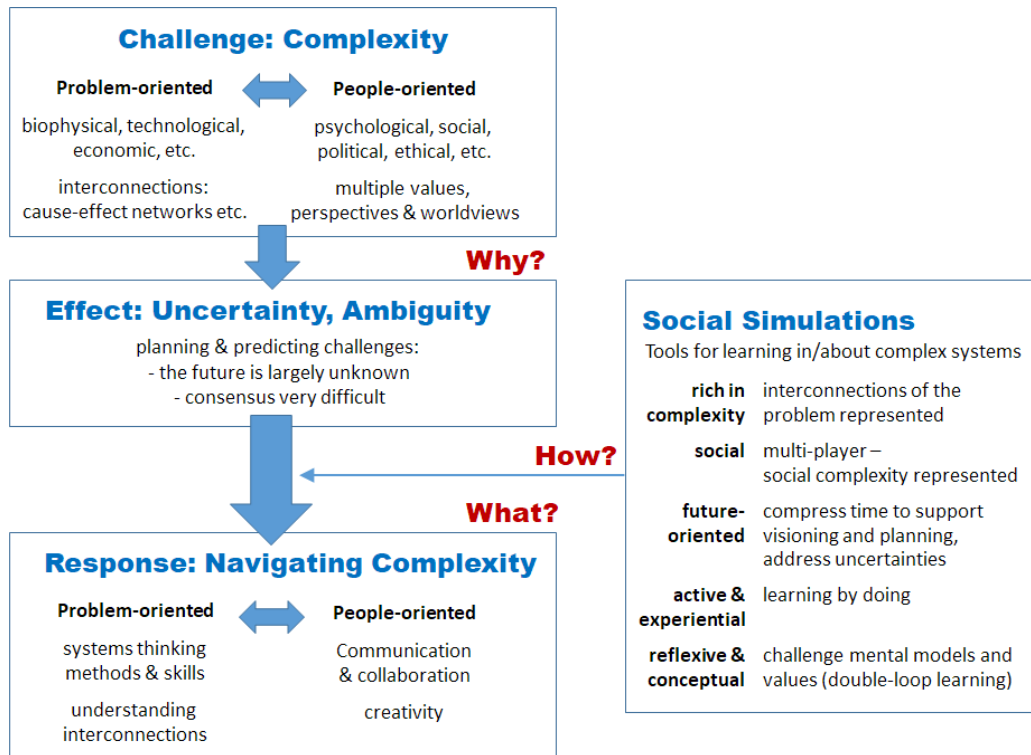 Challenge: Complexity
Problem-oriented
People-oriented
biophysical, technological,
economic, etc.
psychological, social,
political, ethical, etc.
interconnections:
cause-effect networks etc.
multiple values,
perspectives & worldviews
Why?
Effect: Uncertainty, Ambiguity
planning & predicting challenges:
- the future is largely unknown
- consensus very difficult
How?
What?
Response: Navigating Complexity
Problem-oriented
People-oriented
systems thinking
methods & skills
Communication
& collaboration
understanding
interconnections
creativity
Social Simulations
Tools for learning in/about complex systems
rich in
complexity
interconnections of the
problem represented
social
multi-player –
social complexity represented
future-
oriented
compress time to support
visioning and planning,
address uncertainties
active &
experiential
learning by doing
reflexive &
conceptual
challenge mental models and
values (double-loop learning)